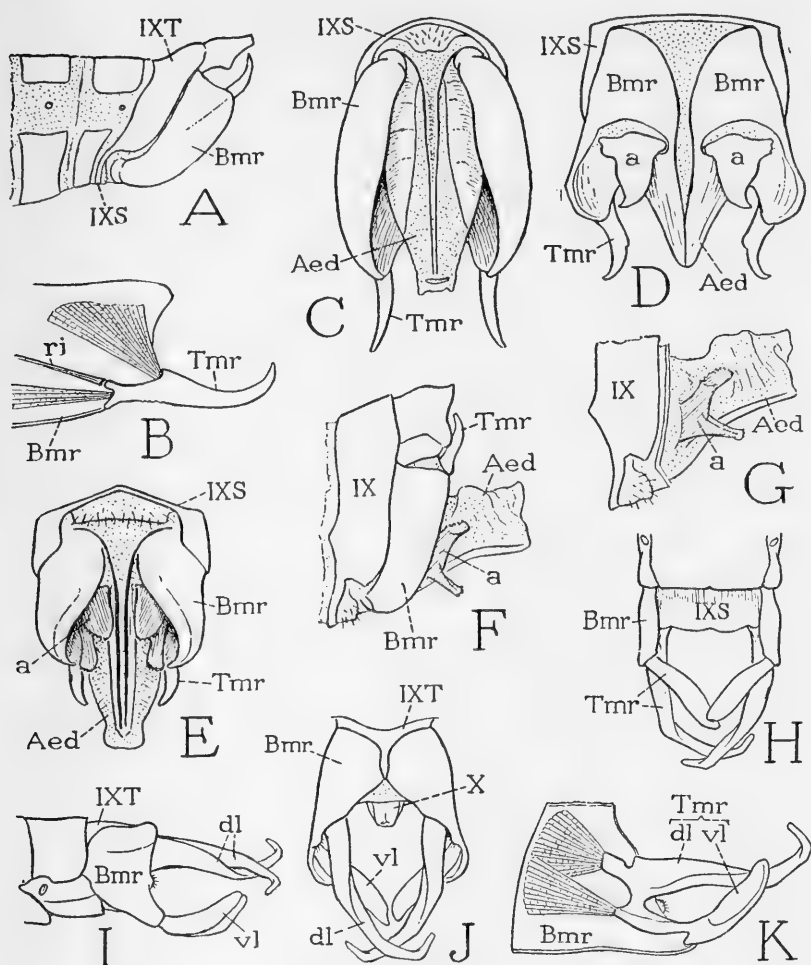 IXT
Bmr
IXS
A
IXS
Bmr
Aed
Tmr
C
IXS
Bmr
Bmr
a
a
Tmr
Aed
D
rj
Tmr
Bmr
B
IXS
Bmr
a
Tmr
Aed
E
IX
Tmr
Aed
a
Bmr
F
IX
Aed
a
G
IXS
Bmr
Tmr
H
IXT
dl
Bmr
vl
I
IXT
Bmr
X
vl
dl
J
Tmr
dl vl
Bmr
K